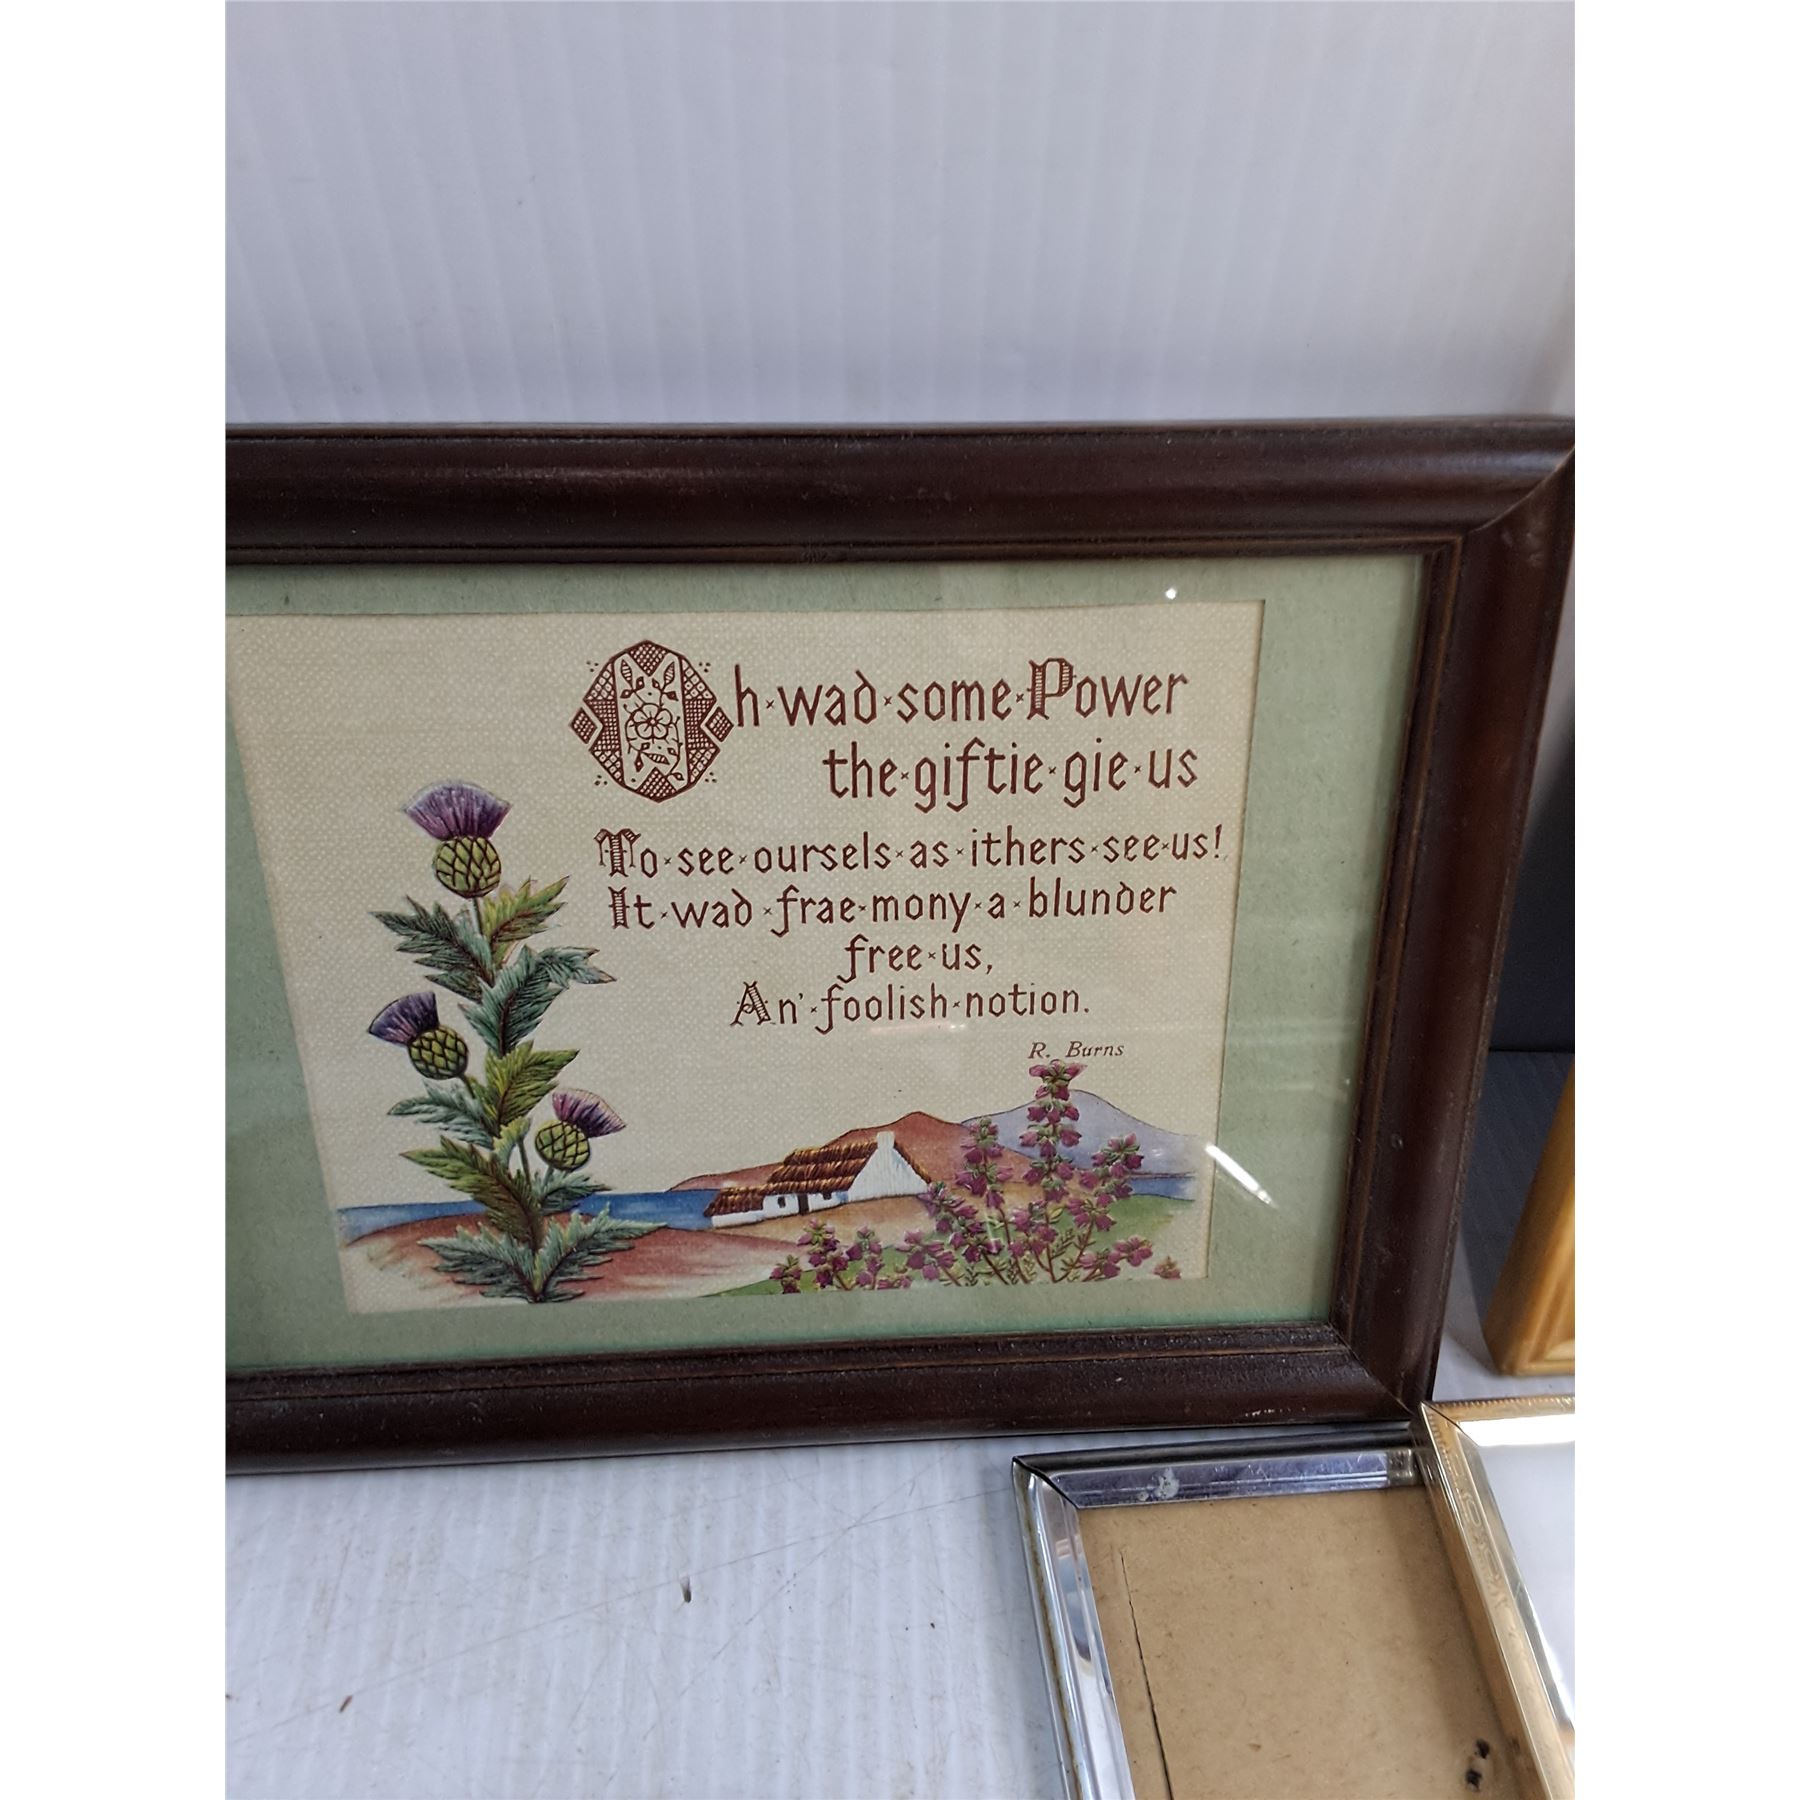 Oh wad some Power
the giftie gie us
To see oursels as ithers see us!
It wad frae mony a blunder
free us,
An' foolish notion.
R. Burns